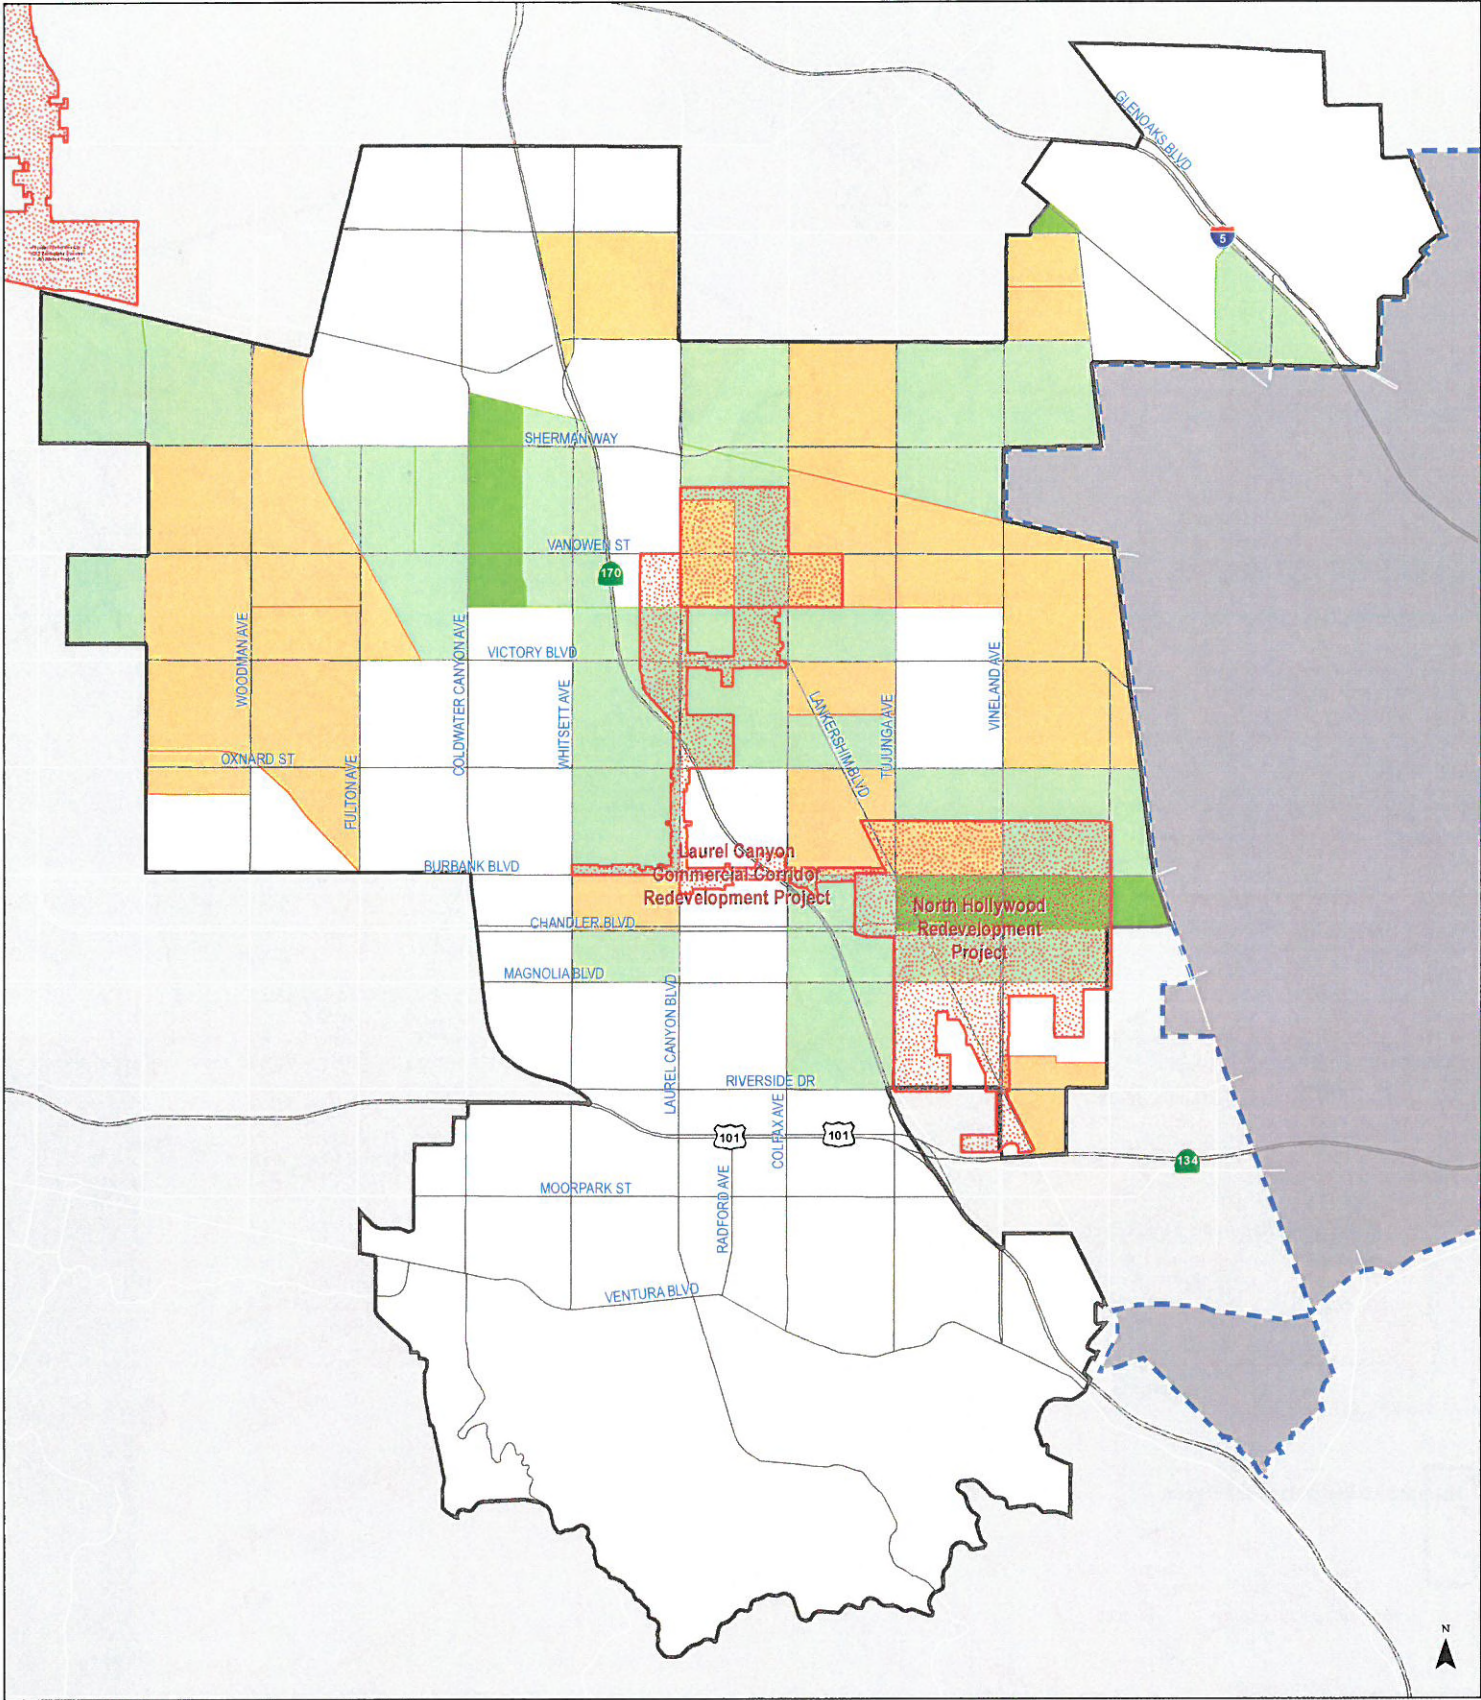 GLENOAKS BLVD
5
SHERMAN WAY
VANOWEN ST
170
WOODMAN AVE
COLDWATER CANYON AVE
VICTORY BLVD
WHITSETT AVE
LANKERSHIM BLVD
TUJUNGA AVE
VINELAND AVE
OXNARD ST
FULTON AVE
BURBANK BLVD
Laurel Canyon
Commercial Corridor
Redevelopment Project
North Hollywood
Redevelopment
Project
CHANDLER BLVD
MAGNOLIA BLVD
LAUREL CANYON BLVD
RIVERSIDE DR
COLFAX AVE
101
101
134
MOORPARK ST
RADFORD AVE
VENTURA BLVD
N